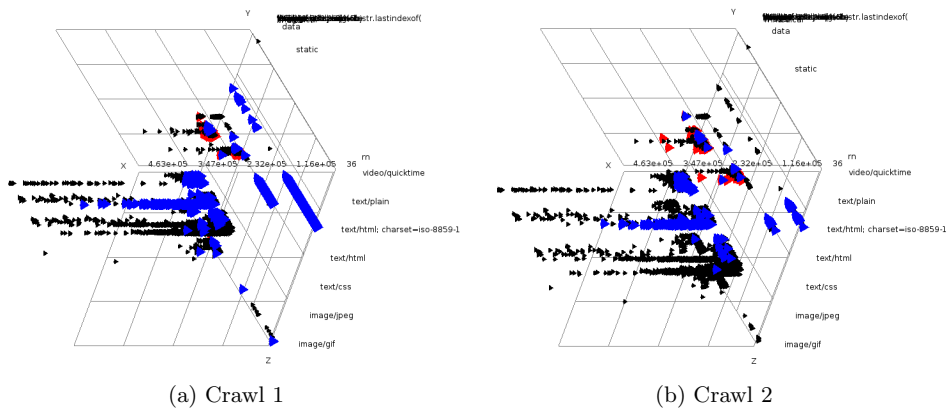 Y
str.lastindexof(
data
static
X
4.63e+05 3.47e+05 2.32e+05 1.16e+05 36
rn
video/quicktime
text/plain
text/html; charset=iso-8859-1
text/html
text/css
image/jpeg
image/gif
Z
(a) Crawl 1
Y
str.lastindexof(
data
static
X
4.63e+05 3.47e+05 2.32e+05 1.16e+05 36
rn
video/quicktime
text/plain
text/html; charset=iso-8859-1
text/html
text/css
image/jpeg
image/gif
Z
(b) Crawl 2